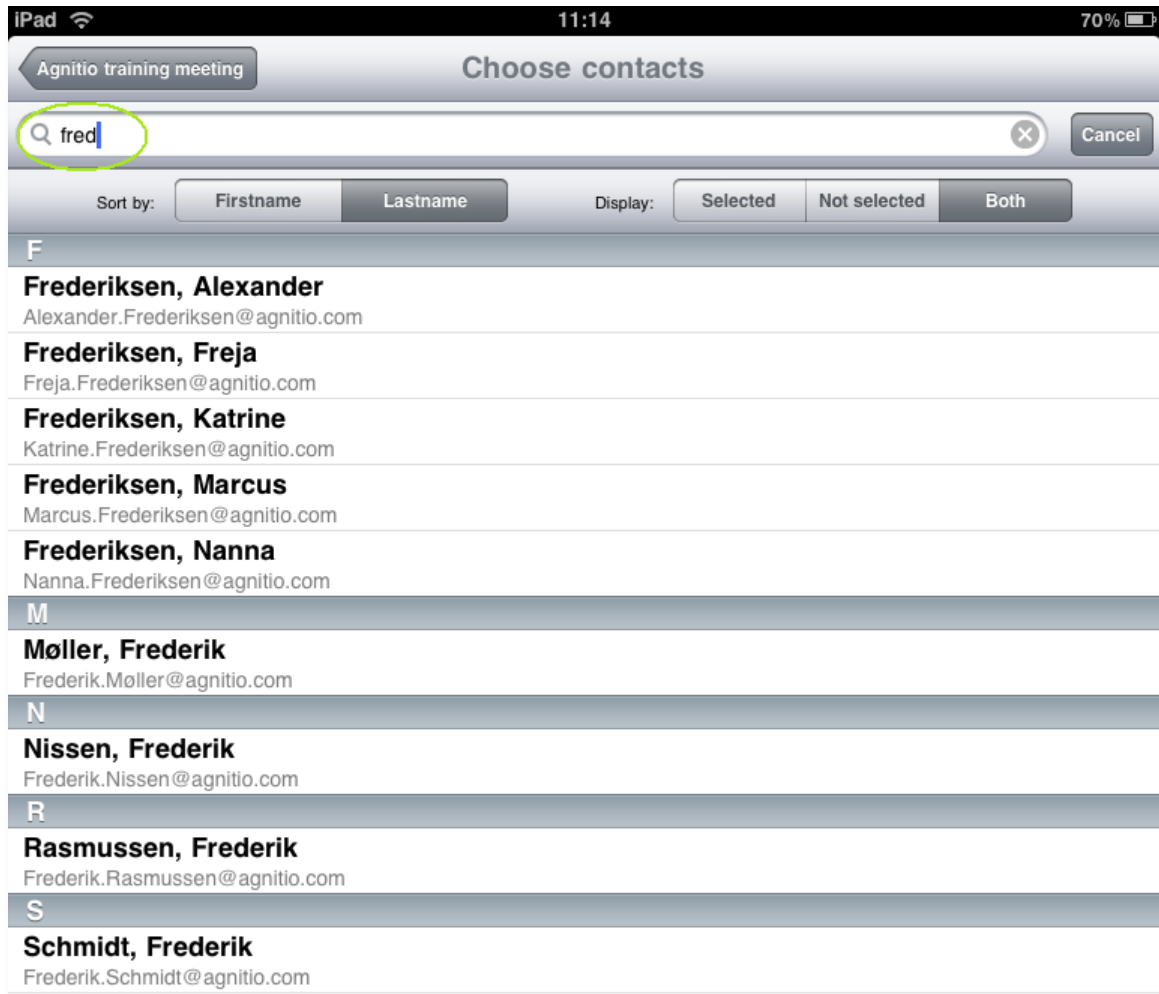 iPad 11:14 70%
Agnitio training meeting Choose contacts
fred Cancel
Sort by: Firstname Lastname Display: Selected Not selected Both
F
Frederiksen, Alexander
Alexander.Frederiksen@agnitio.com
Frederiksen, Freja
Freja.Frederiksen@agnitio.com
Frederiksen, Katrine
Katrine.Frederiksen@agnitio.com
Frederiksen, Marcus
Marcus.Frederiksen@agnitio.com
Frederiksen, Nanna
Nanna.Frederiksen@agnitio.com
M
Møller, Frederik
Frederik.Møller@agnitio.com
N
Nissen, Frederik
Frederik.Nissen@agnitio.com
R
Rasmussen, Frederik
Frederik.Rasmussen@agnitio.com
S
Schmidt, Frederik
Frederik.Schmidt@agnitio.com